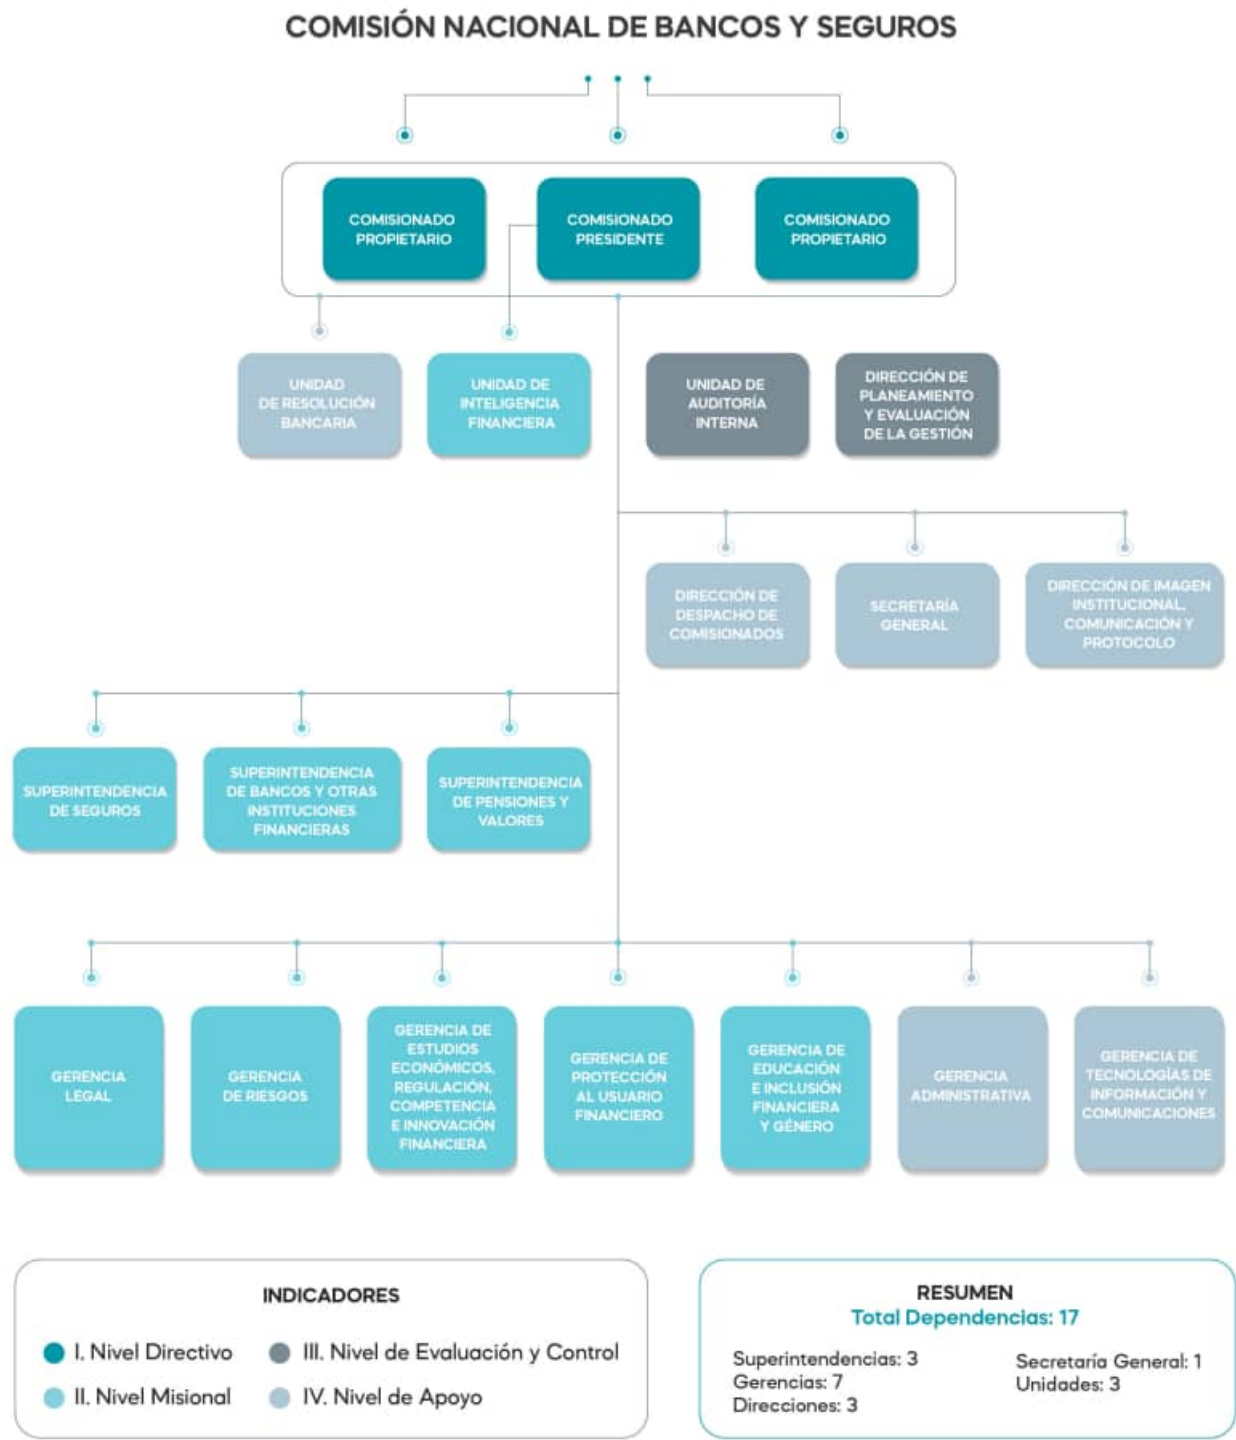 COMISIÓN NACIONAL DE BANCOS Y SEGUROS
COMISIONADO
PROPIETARIO
COMISIONADO
PRESIDENTE
COMISIONADO
PROPIETARIO
UNIDAD
DE RESOLUCIÓN
BANCARIA
UNIDAD DE
INTELIGENCIA
FINANCIERA
UNIDAD DE
AUDITORÍA
INTERNA
DIRECCIÓN DE
PLANEAMIENTO
Y EVALUACIÓN
DE LA GESTIÓN
DIRECCIÓN DE
DESPACHO DE
COMISIONADOS
SECRETARÍA
GENERAL
DIRECCIÓN DE IMAGEN
INSTITUCIONAL,
COMUNICACIÓN Y
PROTOCOLO
SUPERINTENDENCIA
DE SEGUROS
SUPERINTENDENCIA
DE BANCOS Y OTRAS
INSTITUCIONES
FINANCIERAS
SUPERINTENDENCIA
DE PENSIONES Y
VALORES
GERENCIA
LEGAL
GERENCIA
DE RIESGOS
GERENCIA DE
ESTUDIOS
ECONÓMICOS,
REGULACIÓN,
COMPETENCIA
E INNOVACIÓN
FINANCIERA
GERENCIA DE
PROTECCIÓN
AL USUARIO
FINANCIERO
GERENCIA DE
EDUCACIÓN
E INCLUSIÓN
FINANCIERA
Y GÉNERO
GERENCIA
ADMINISTRATIVA
GERENCIA DE
TECNOLOGÍAS DE
INFORMACIÓN Y
COMUNICACIONES
INDICADORES
I. Nivel Directivo
III. Nivel de Evaluación y Control
II. Nivel Misional
IV. Nivel de Apoyo
RESUMEN
Total Dependencias: 17
Superintendencias: 3
Gerencias: 7
Direcciones: 3
Secretaría General: 1
Unidades: 3